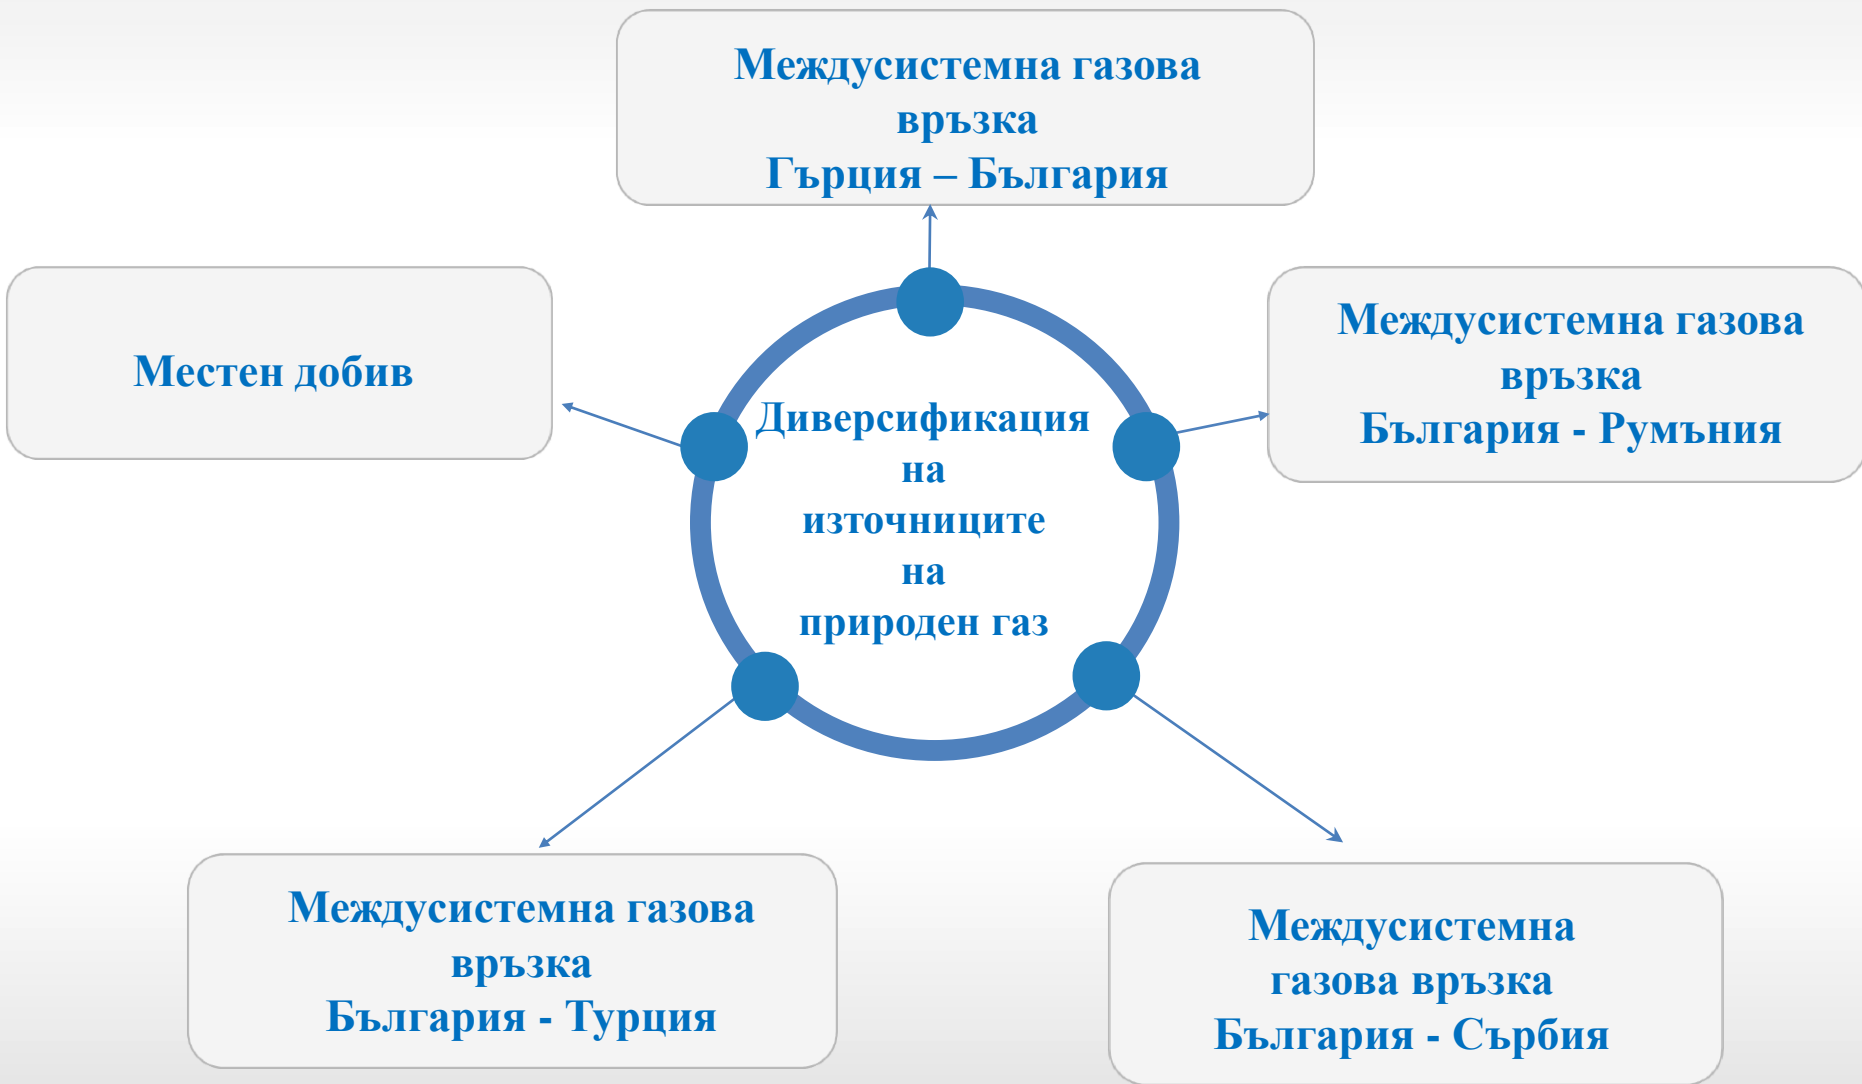 Междусистемна газова
връзка
Гърция – България
Местен добив
Междусистемна газова
връзка
България - Румъния
Диверсификация
на
източниците
на
природен газ
Междусистемна газова
връзка
България - Турция
Междусистемна
газова връзка
България - Сърбия